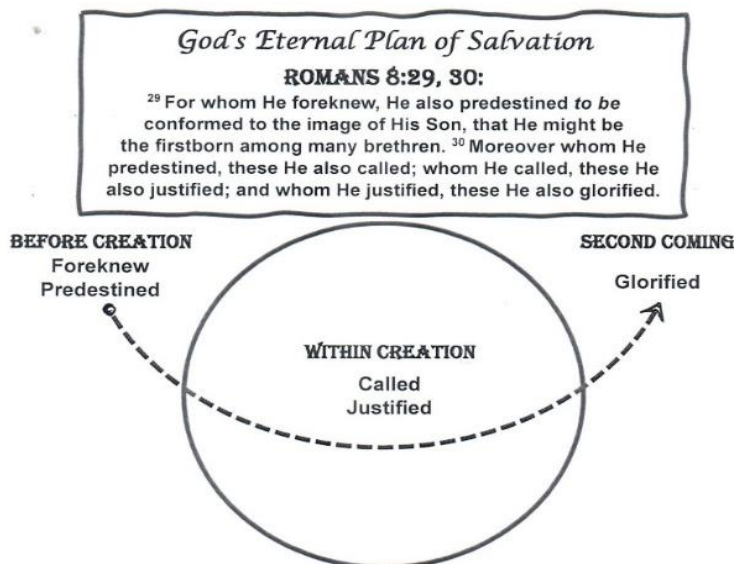 God's Eternal Plan of Salvation
ROMANS 8:29, 30:
29 For whom He foreknew, He also predestined to be
conformed to the image of His Son, that He might be
the firstborn among many brethren. 30 Moreover whom He
predestined, these He also called; whom He called, these He
also justified; and whom He justified, these He also glorified.
BEFORE CREATION
Foreknew
Predestined
WITHIN CREATION
Called
Justified
SECOND COMING
Glorified